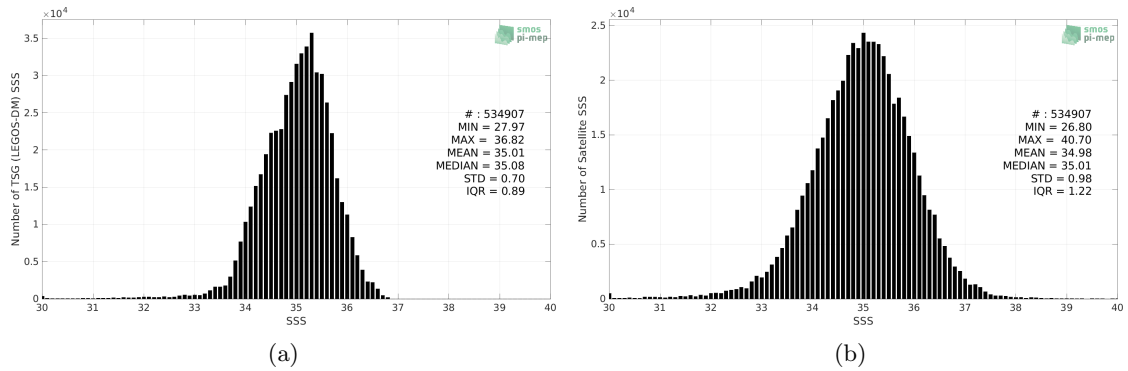 ×10⁴
smos
pi-mep
Number of TSG (LEGOS-DM) SSS
3.5
3
2.5
2
1.5
1
0.5
0
# : 534907
MIN = 27.97
MAX = 36.82
MEAN = 35.01
MEDIAN = 35.08
STD = 0.70
IQR = 0.89
30 31 32 33 34 35 36 37 38 39 40
SSS
(a)
×10⁴
smos
pi-mep
Number of Satellite SSS
2.5
2
1.5
1
0.5
0
# : 534907
MIN = 26.80
MAX = 40.70
MEAN = 34.98
MEDIAN = 35.01
STD = 0.98
IQR = 1.22
30 31 32 33 34 35 36 37 38 39 40
SSS
(b)